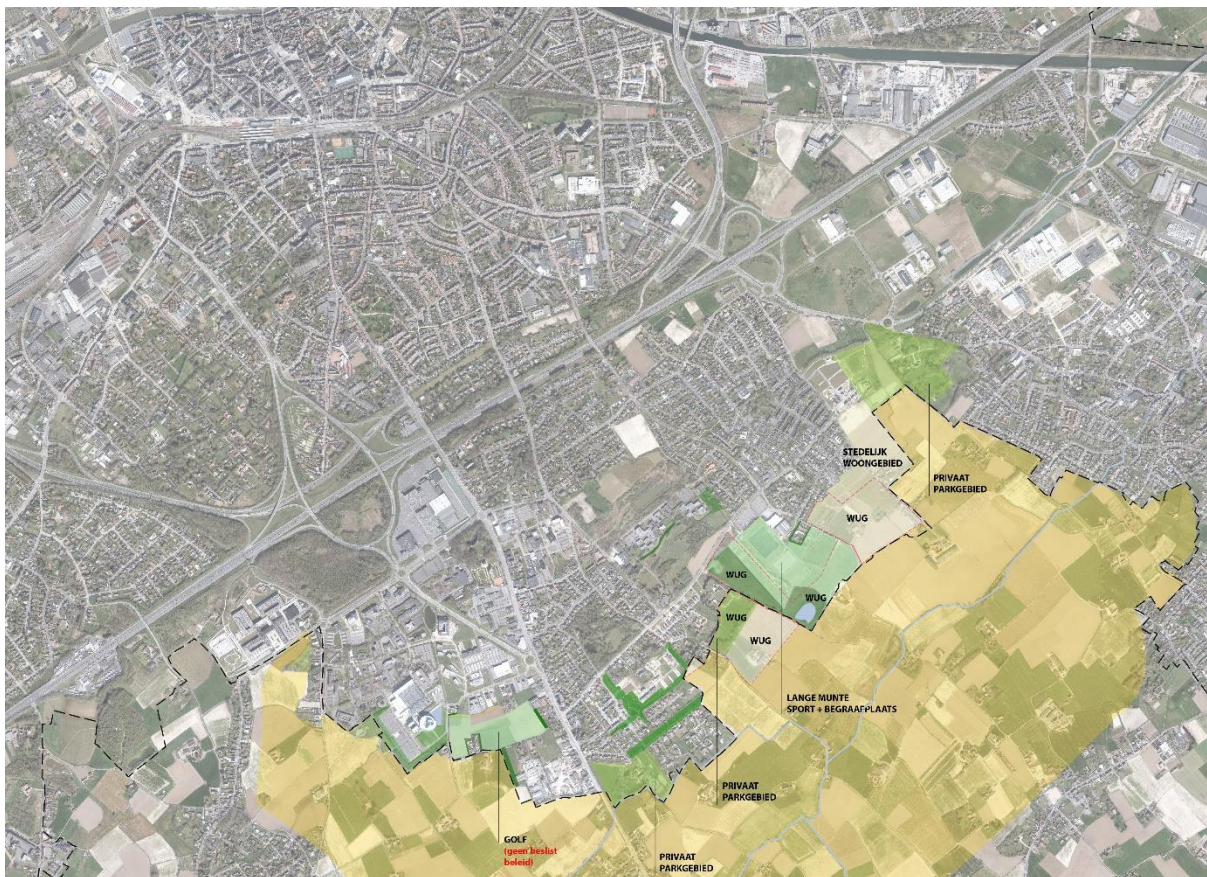 STEDELIJK
WOONGEBIED
PRIVAAT
PARKGEBIED
WUG
WUG
WUG
WUG
WUG
LANGE MUNTE
SPORT + BEGRAAFPLAATS
PRIVAAT
PARKGEBIED
GOLF
(geen beslist
beleid)
PRIVAAT
PARKGEBIED